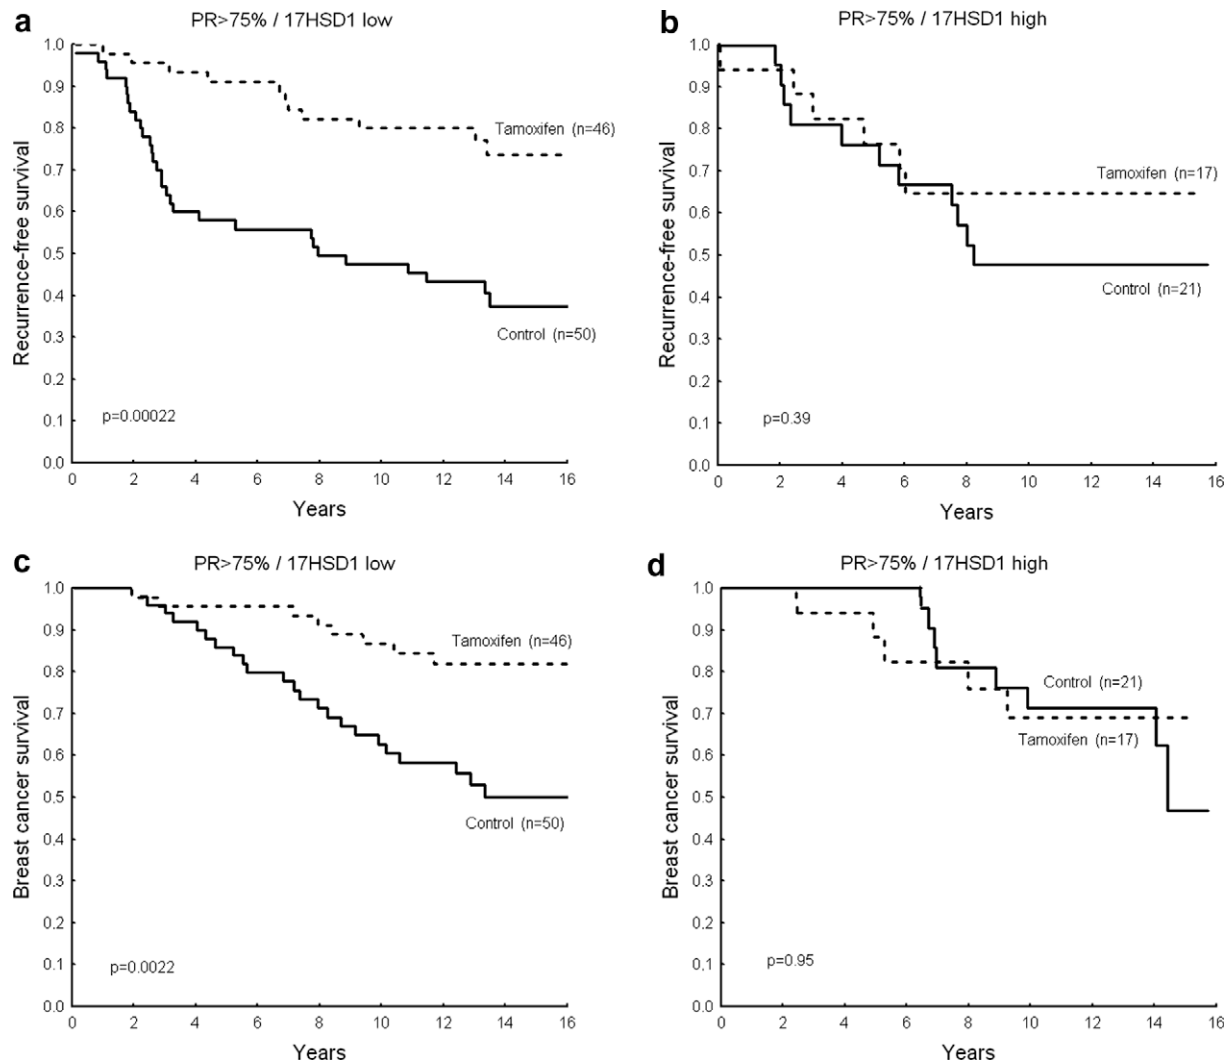 a
PR>75% / 17HSD1 low
1.0
0.9
0.8
0.7
0.6
0.5
0.4
0.3
0.2
0.1
0.0
Recurrence-free survival
Tamoxifen (n=46)
Control (n=50)
p=0.00022
0 2 4 6 8 10 12 14 16
Years
b
PR>75% / 17HSD1 high
1.0
0.9
0.8
0.7
0.6
0.5
0.4
0.3
0.2
0.1
0.0
Recurrence-free survival
Tamoxifen (n=17)
Control (n=21)
p=0.39
0 2 4 6 8 10 12 14 16
Years
c
PR>75% / 17HSD1 low
1.0
0.9
0.8
0.7
0.6
0.5
0.4
0.3
0.2
0.1
0.0
Breast cancer survival
Tamoxifen (n=46)
Control (n=50)
p=0.0022
0 2 4 6 8 10 12 14 16
Years
d
PR>75% / 17HSD1 high
1.0
0.9
0.8
0.7
0.6
0.5
0.4
0.3
0.2
0.1
0.0
Breast cancer survival
Control (n=21)
Tamoxifen (n=17)
p=0.95
0 2 4 6 8 10 12 14 16
Years